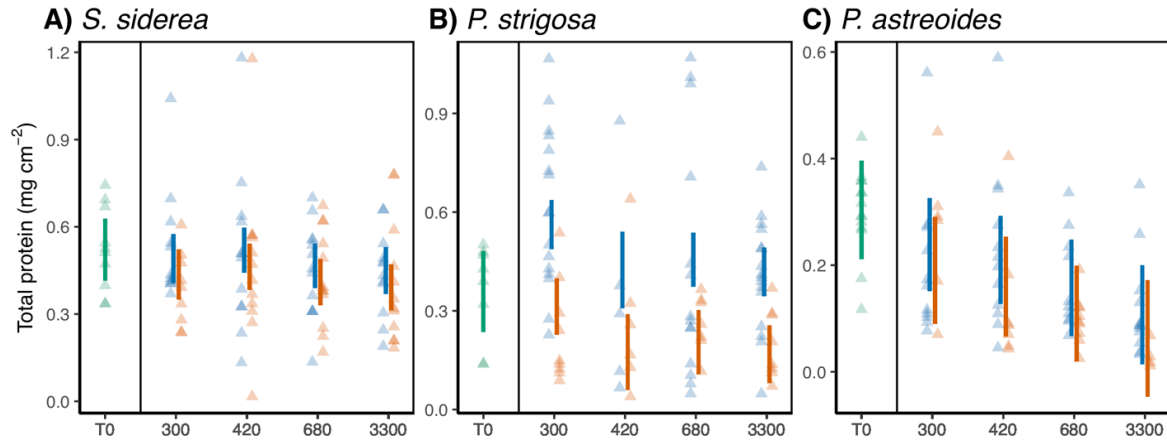 A) S. siderea
B) P. strigosa
C) P. astreoides
Total protein (mg cm⁻²)
1.2
0.9
0.6
0.3
0.0
T0 300 420 680 3300
0.9
0.6
0.3
0.0
T0 300 420 680 3300
0.6
0.4
0.2
0.0
T0 300 420 680 3300